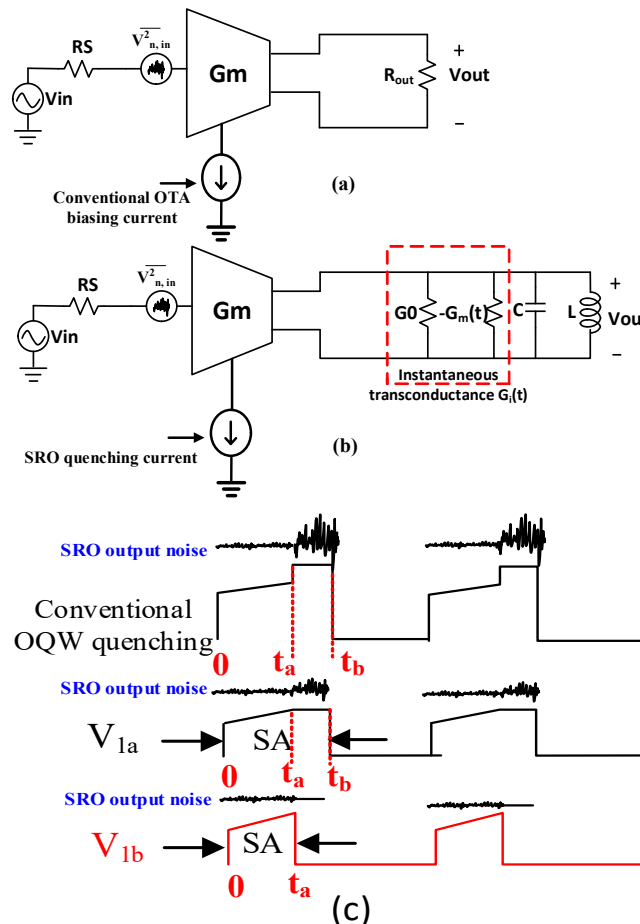 RS
V²n, in
Gm
Vin
Rout
+
Vout
−
Conventional OTA
biasing current
(a)
RS
V²n, in
Gm
Vin
G0
-Gm(t)
C
L
+
Vou
−
Instantaneous
transconductance Gi(t)
SRO quenching current
(b)
SRO output noise
Conventional
OQW quenching
0
ta
tb
SRO output noise
V1a
SA
0
ta
tb
SRO output noise
V1b
SA
0
ta
(c)